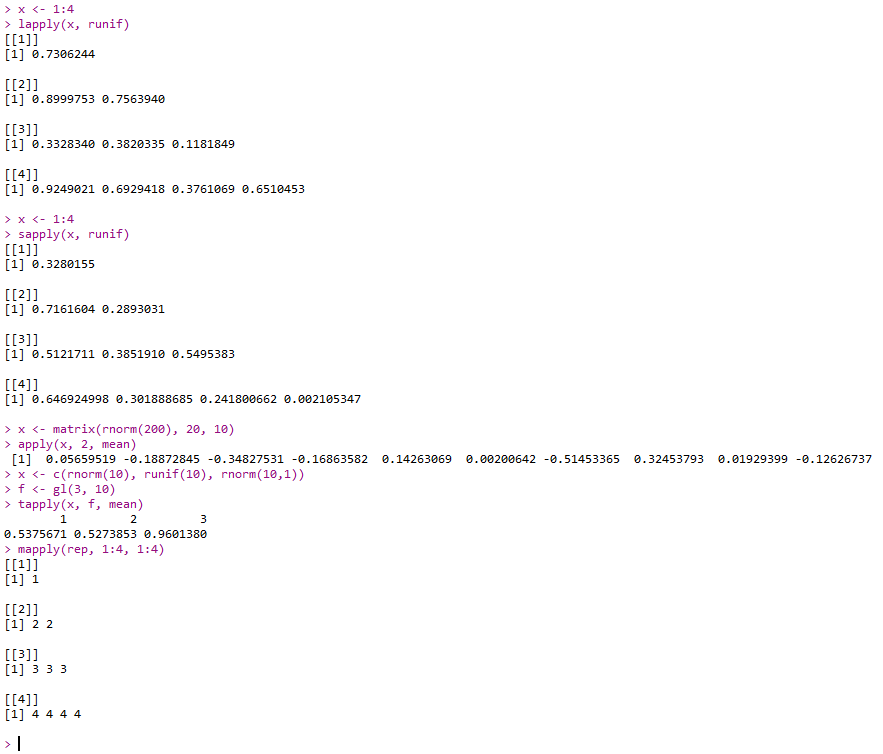 > x <- 1:4
> lapply(x, runif)
[[1]]
[1] 0.7306244
[[2]]
[1] 0.8999753 0.7563940
[[3]]
[1] 0.3328340 0.3820335 0.1181849
[[4]]
[1] 0.9249021 0.6929418 0.3761069 0.6510453
> x <- 1:4
> sapply(x, runif)
[[1]]
[1] 0.3280155
[[2]]
[1] 0.7161604 0.2893031
[[3]]
[1] 0.5121711 0.3851910 0.5495383
[[4]]
[1] 0.646924998 0.301888685 0.241800662 0.002105347
> x <- matrix(rnorm(200), 20, 10)
> apply(x, 2, mean)
[1]  0.05659519 -0.18872845 -0.34827531 -0.16863582  0.14263069  0.00200642 -0.51453365  0.32453793  0.01929399 -0.12626737
> x <- c(rnorm(10), runif(10), rnorm(10,1))
> f <- gl(3, 10)
> tapply(x, f, mean)
1         2         3
0.5375671 0.5273853 0.9601380
> mapply(rep, 1:4, 1:4)
[[1]]
[1] 1
[[2]]
[1] 2 2
[[3]]
[1] 3 3 3
[[4]]
[1] 4 4 4 4
>